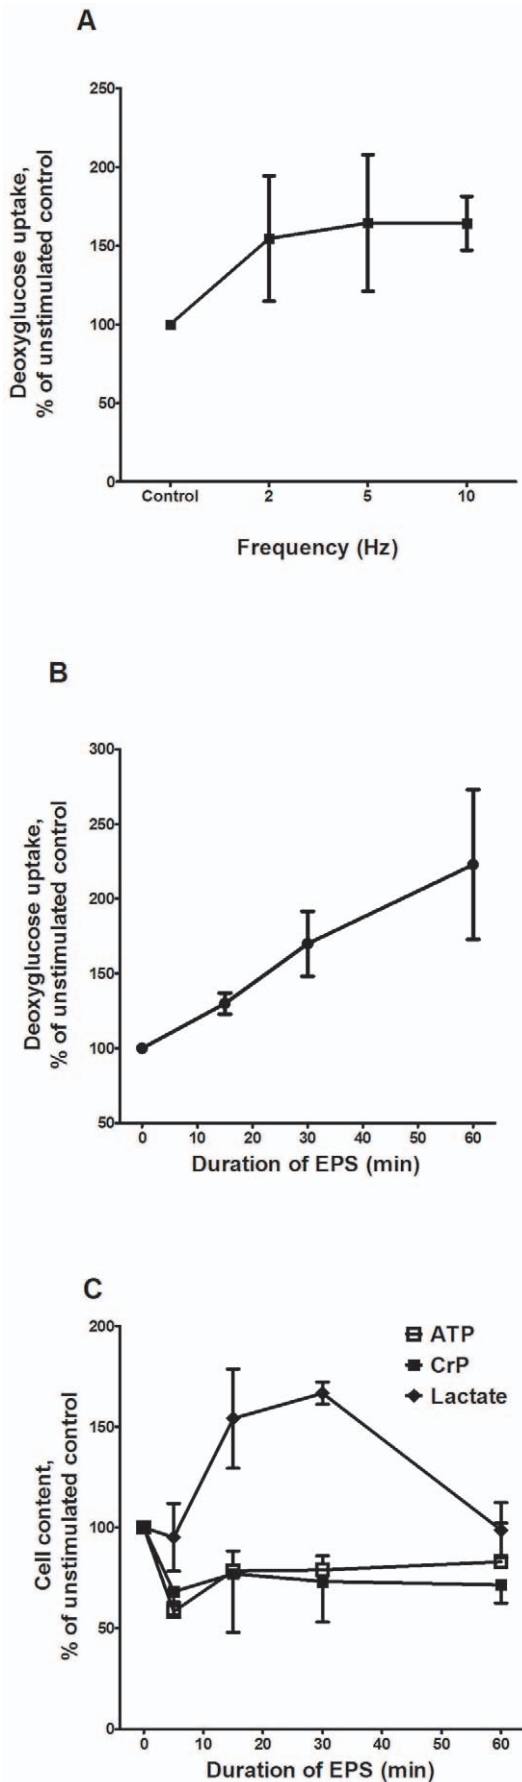 A
Deoxyglucose uptake,
% of unstimulated control
250
200
150
100
50
0
Control 2 5 10
Frequency (Hz)
B
Deoxyglucose uptake,
% of unstimulated control
300
250
200
150
100
50
0 10 20 30 40 50 60
Duration of EPS (min)
C
Cell content,
% of unstimulated control
200
150
100
50
0
ATP
CrP
Lactate
0 10 20 30 40 50 60
Duration of EPS (min)